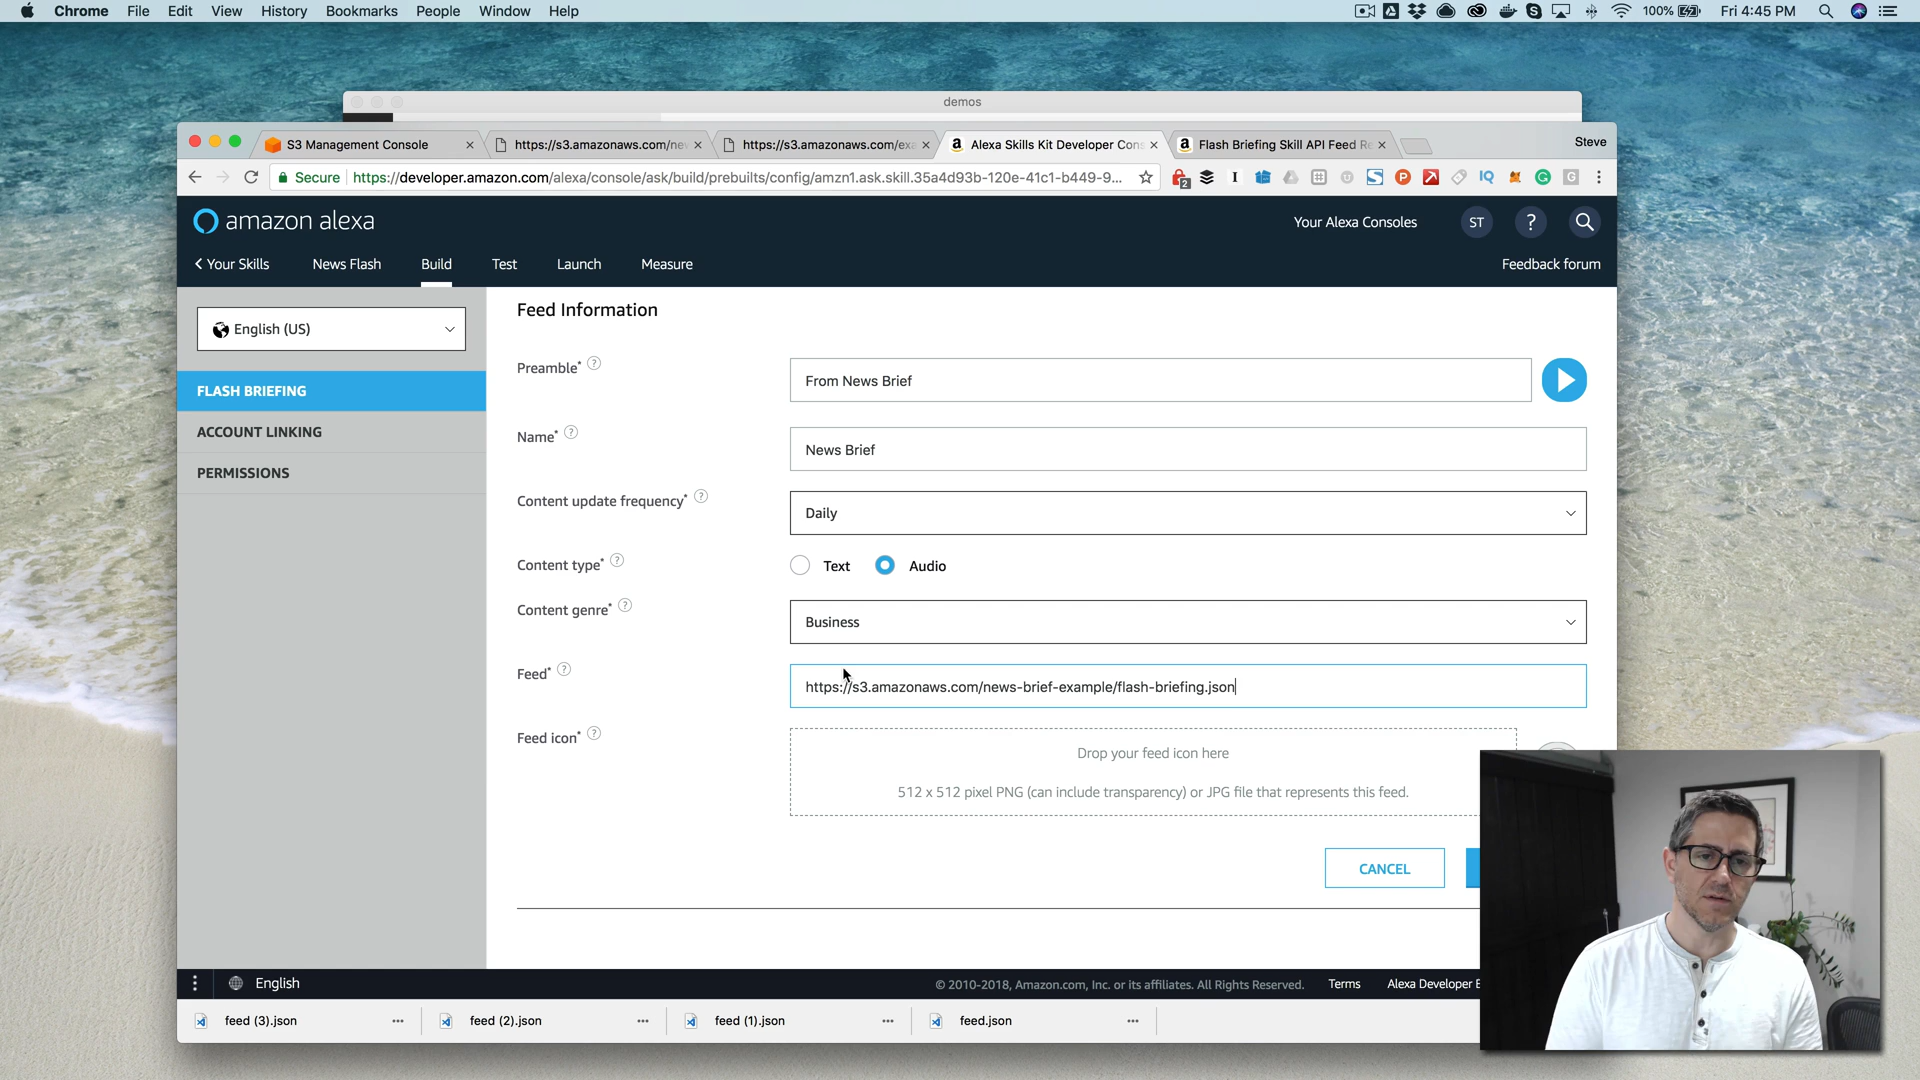 Chrome File Edit View History Bookmarks People Window Help
100% Fri 4:45 PM
demos
S3 Management Console
https://s3.amazonaws.com/nev
https://s3.amazonaws.com/exa
Alexa Skills Kit Developer Cons
Flash Briefing Skill API Feed Re
Steve
Secure https://developer.amazon.com/alexa/console/ask/build/prebuilts/config/amzn1.ask.skill.35a4d93b-120e-41c1-b449-9...
amazon alexa
Your Alexa Consoles
ST
?
Your Skills
News Flash
Build
Test
Launch
Measure
Feedback forum
English (US)
FLASH BRIEFING
ACCOUNT LINKING
PERMISSIONS
Feed Information
Preamble* ?
From News Brief
Name* ?
News Brief
Content update frequency* ?
Daily
Content type* ?
Text
Audio
Content genre* ?
Business
Feed* ?
https://s3.amazonaws.com/news-brief-example/flash-briefing.json
Feed icon* ?
Drop your feed icon here
512 x 512 pixel PNG (can include transparency) or JPG file that represents this feed.
CANCEL
English
© 2010-2018, Amazon.com, Inc. or its affiliates. All Rights Reserved.
Terms
Alexa Developer
feed (3).json
feed (2).json
feed (1).json
feed.json